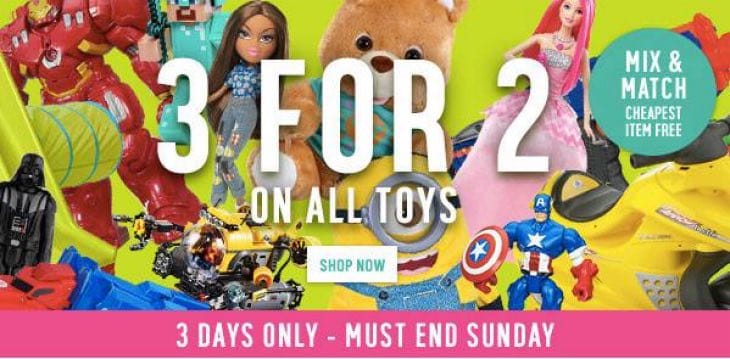 3 FOR 2
ON ALL TOYS
MIX &
MATCH
CHEAPEST
ITEM FREE
SHOP NOW
A
3 DAYS ONLY - MUST END SUNDAY